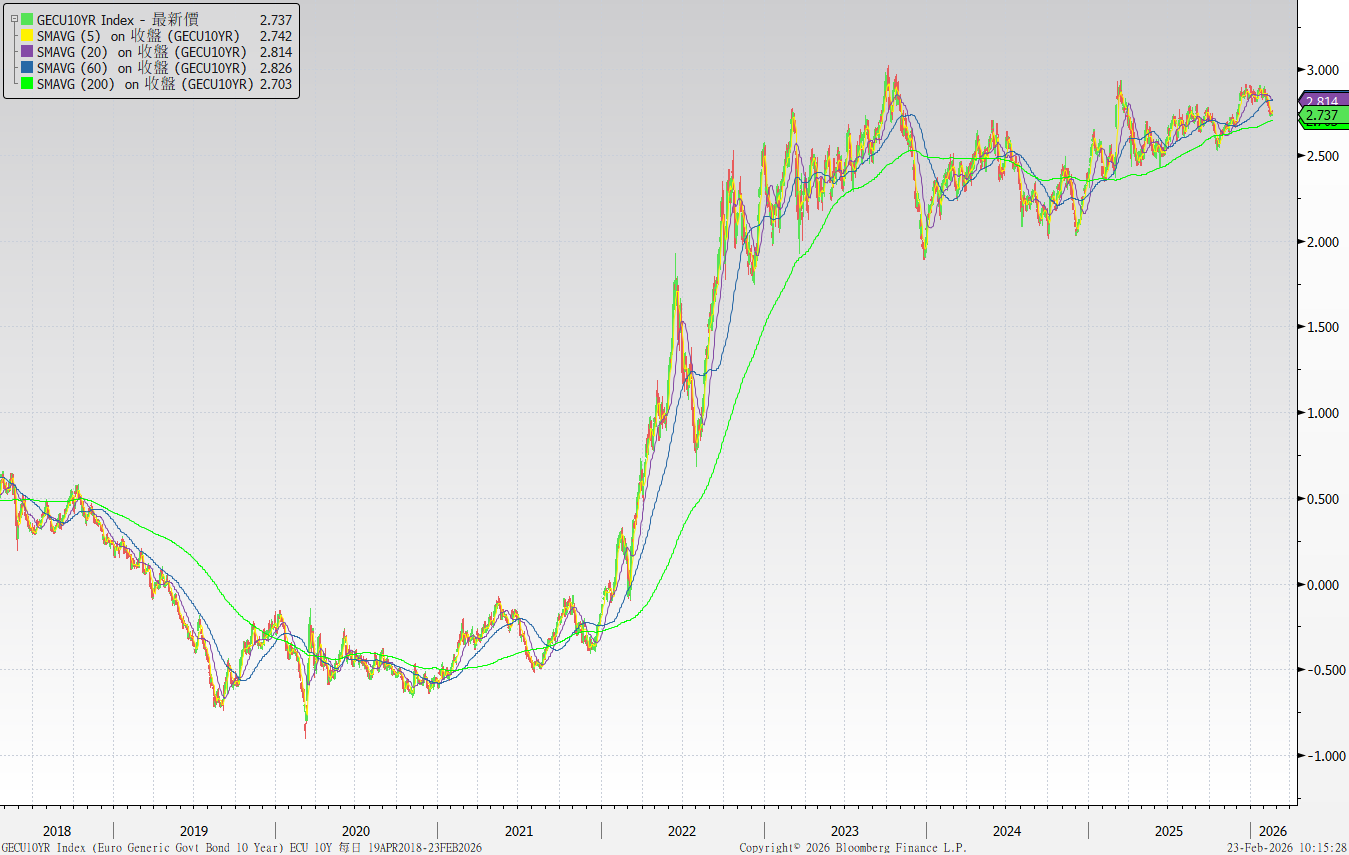 GECU10YR Index - 最新價 2.737
SMAVG (5) on 收盤 (GECU10YR) 2.742
SMAVG (20) on 收盤 (GECU10YR) 2.814
SMAVG (60) on 收盤 (GECU10YR) 2.826
SMAVG (200) on 收盤 (GECU10YR) 2.703
3.000
2.814
2.737
2.500
2.000
1.500
1.000
0.500
0.000
-0.500
-1.000
2018 2019 2020 2021 2022 2023 2024 2025 2026
GECU10YR Index (Euro Generic Govt Bond 10 Year) ECU 10Y 每日 19APR2018-23FEB2026 Copyright© 2026 Bloomberg Finance L.P. 23-Feb-2026 10:15:28